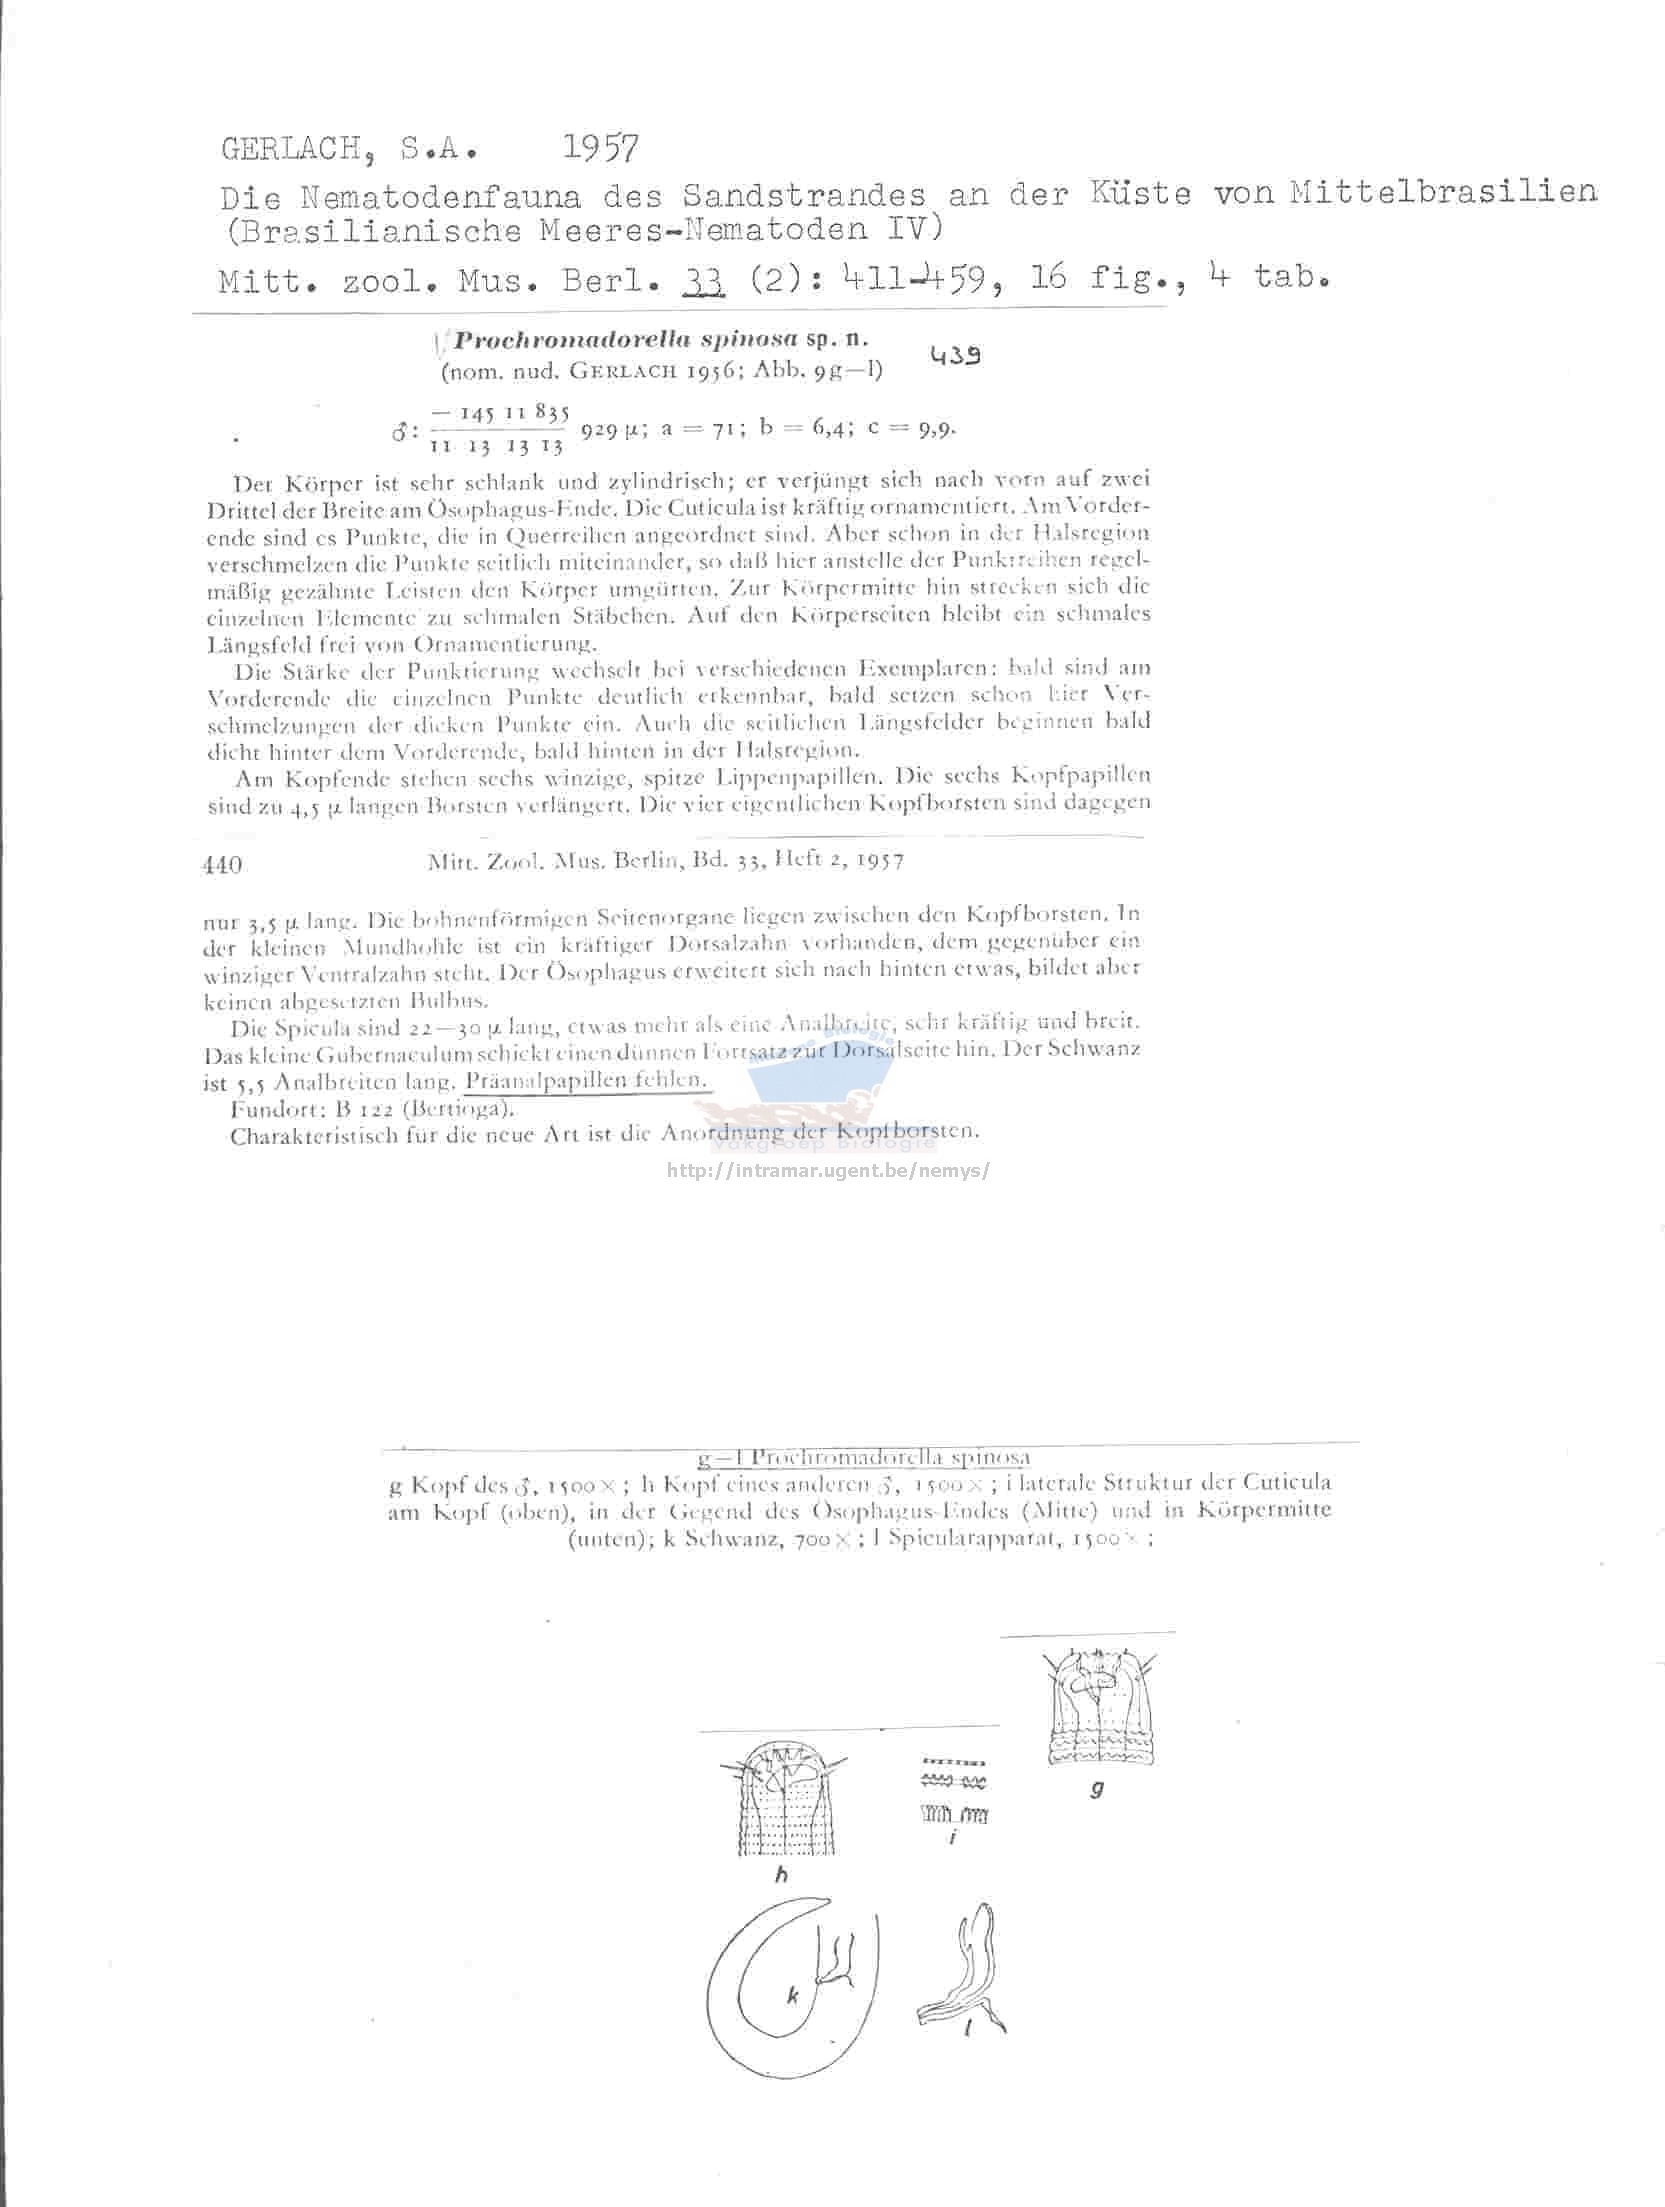 GERLACH, S.A. 1957
Die Nematodenfauna des Sandstrandes an der Küste von Mittelbrasilien
(Brasilianische Meeres-Nematoden IV)
Mitt. zool. Mus. Berl. 33 (2): 411-459, 16 fig., 4 tab.
Prochromadorella spinosa sp. n.
439
(nom. nud. GERLACH 1956; Abb. 9g—l)
— 145 11 835
♂: 929 µ; a = 71; b = 6,4; c = 9,9.
11 13 13 13
Der Körper ist sehr schlank und zylindrisch; er verjüngt sich nach vorn auf zwei
Drittel der Breite am Ösophagus-Ende. Die Cuticula ist kräftig ornamentiert. Am Vorder-
ende sind es Punkte, die in Querreihen angeordnet sind. Aber schon in der Halsregion
verschmelzen die Punkte seitlich miteinander, so daß hier anstelle der Punktreihen regel-
mäßig gezähnte Leisten den Körper umgürten. Zur Körpermitte hin strecken sich die
einzelnen Elemente zu schmalen Stäbchen. Auf den Körperseiten bleibt ein schmales
Längsfeld frei von Ornamentierung.
Die Stärke der Punktierung wechselt bei verschiedenen Exemplaren: bald sind am
Vorderende die einzelnen Punkte deutlich erkennbar, bald setzen schon hier Ver-
schmelzungen der dicken Punkte ein. Auch die seitlichen Längsfelder beginnen bald
dicht hinter dem Vorderende, bald hinten in der Halsregion.
Am Kopfende stehen sechs winzige, spitze Lippenpapillen. Die sechs Kopfpapillen
sind zu 4,5 µ langen Borsten verlängert. Die vier eigentlichen Kopfborsten sind dagegen
440 Mitt. Zool. Mus. Berlin, Bd. 33, Heft 2, 1957
nur 3,5 µ lang. Die bohnenförmigen Seitenorgane liegen zwischen den Kopfborsten. In
der kleinen Mundhöhle ist ein kräftiger Dorsalzahn vorhanden, dem gegenüber ein
winziger Ventralzahn steht. Der Ösophagus erweitert sich nach hinten etwas, bildet aber
keinen abgesetzten Bulbus.
Die Spicula sind 22—30 µ lang, etwas mehr als eine Analbreite, sehr kräftig und breit.
Das kleine Gubernaculum schickt einen dünnen Fortsatz zur Dorsalseite hin. Der Schwanz
ist 5,5 Analbreiten lang. Präanalpapillen fehlen.
Fundort: B 122 (Bertioga).
Charakteristisch für die neue Art ist die Anordnung der Kopfborsten.
Vakgroep Biologie
http://intramar.ugent.be/nemys/
g—l Prochromadorella spinosa
g Kopf des ♂, 1500 ×; h Kopf eines anderen ♂, 1500 ×; i laterale Struktur der Cuticula
am Kopf (oben), in der Gegend des Ösophagus-Endes (Mitte) und in Körpermitte
(unten); k Schwanz, 700 ×; l Spicularapparat, 1500 ×;
g
h
i
k
l